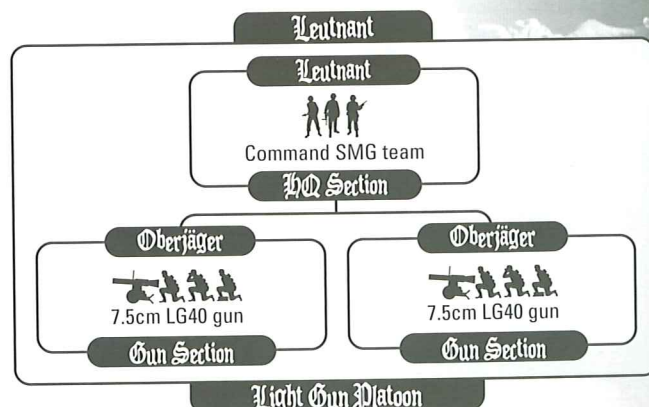 Leutnant
Leutnant
Command SMG team
HQ Section
Oberjäger
7.5cm LG40 gun
Gun Section
Oberjäger
7.5cm LG40 gun
Gun Section
Light Gun Platoon